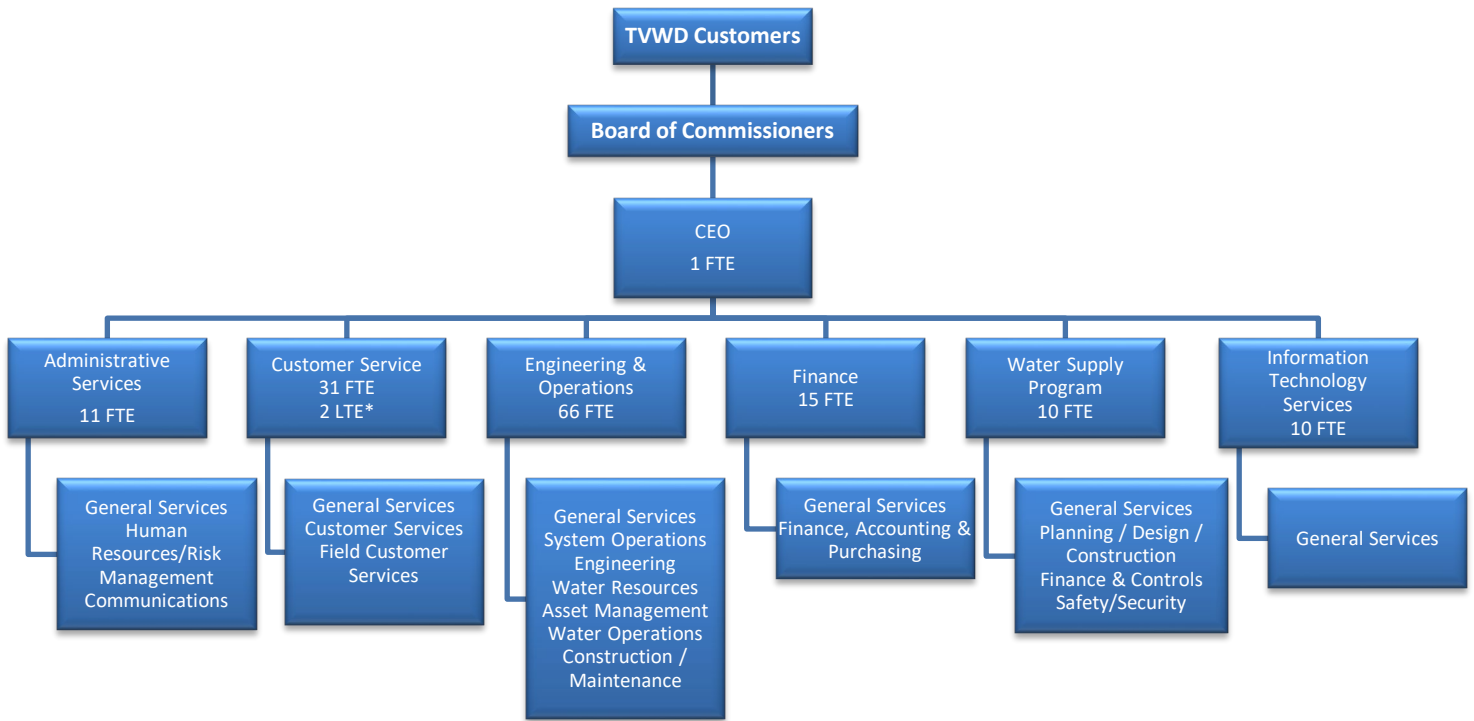 TVWD Customers
Board of Commissioners
CEO
1 FTE
Administrative
Services
11 FTE
Customer Service
31 FTE
2 LTE*
Engineering &
Operations
66 FTE
Finance
15 FTE
Water Supply
Program
10 FTE
Information
Technology
Services
10 FTE
General Services
Human
Resources/Risk
Management
Communications
General Services
Customer Services
Field Customer
Services
General Services
System Operations
Engineering
Water Resources
Asset Management
Water Operations
Construction /
Maintenance
General Services
Finance, Accounting &
Purchasing
General Services
Planning / Design /
Construction
Finance & Controls
Safety/Security
General Services